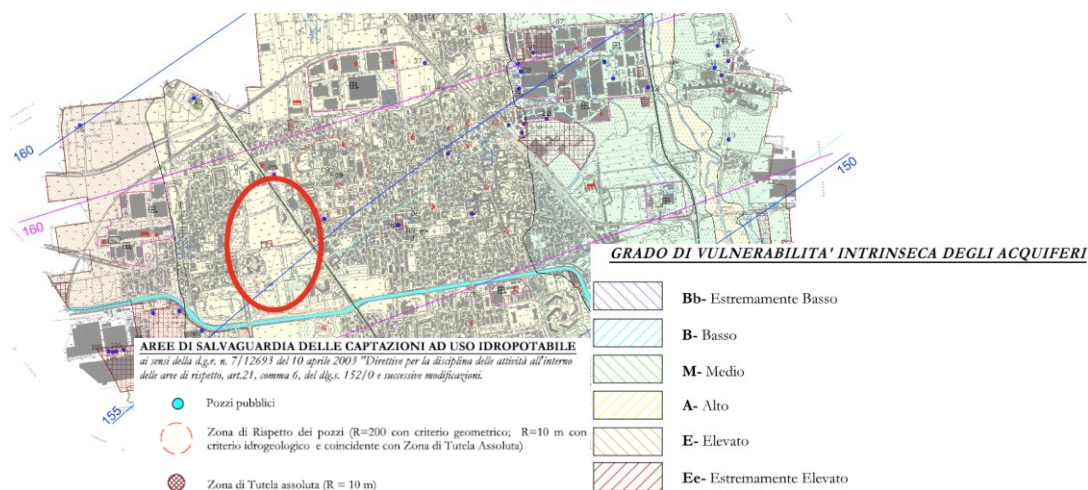 160
160
150
155
37
GRADO DI VULNERABILITA' INTRINSECA DEGLI ACQUIFERI
Bb- Estremamente Basso
B- Basso
M- Medio
A- Alto
E- Elevato
Ee- Estremamente Elevato
AREE DI SALVAGUARDIA DELLE CAPTAZIONI AD USO IDROPOTABILE
ai sensi della d.g.r. n. 7/12693 del 10 aprile 2003 "Direttive per la disciplina delle attività all'interno
delle aree di rispetto, art.21, comma 6, del dlg.s. 152/0 e successive modificazioni.
Pozzi pubblici
Zona di Rispetto dei pozzi (R=200 con criterio geometrico; R=10 m con
criterio idrogeologico e coincidente con Zona di Tutela Assoluta)
Zona di Tutela assoluta (R = 10 m)